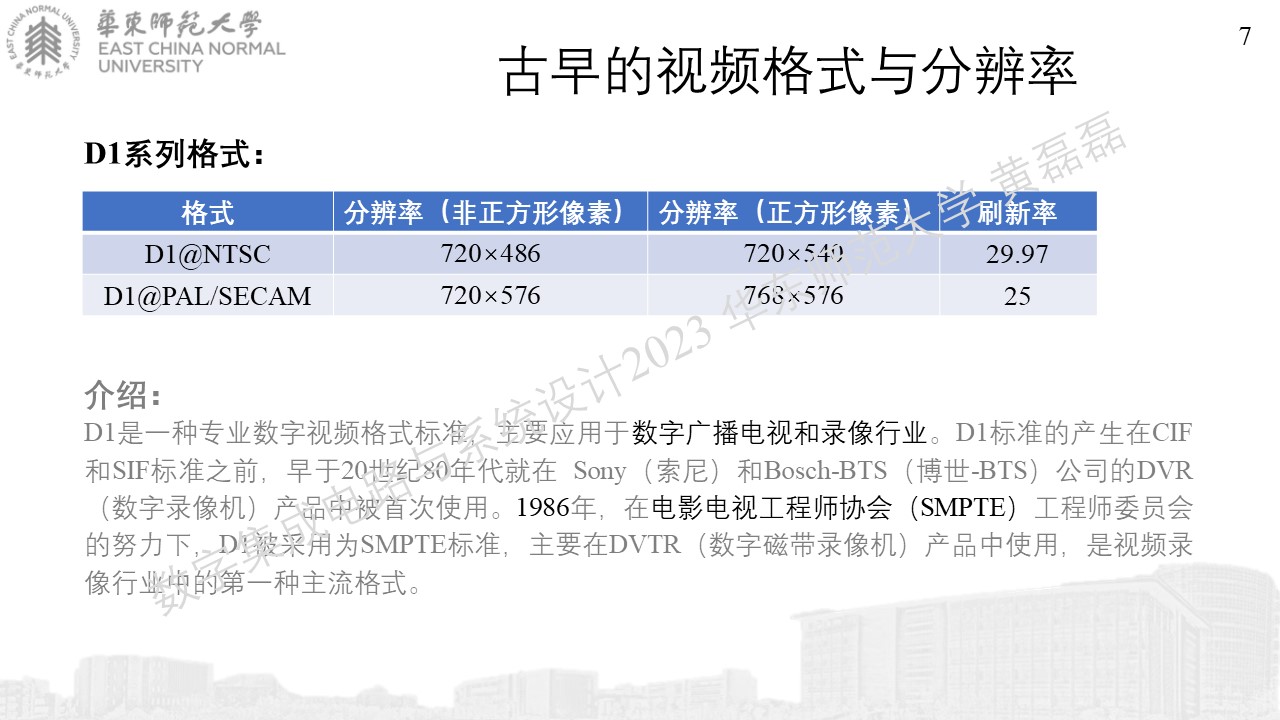 EAST CHINA NORMAL UNIVERSITY
華東師范大學
華東師范大學
EAST CHINA NORMAL
UNIVERSITY
7
古早的视频格式与分辨率
D1系列格式：
格式 分辨率（非正方形像素） 分辨率（正方形像素） 刷新率
D1@NTSC 720×486 720×540 29.97
D1@PAL/SECAM 720×576 768×576 25
介绍：
D1是一种专业数字视频格式标准，主要应用于数字广播电视和录像行业。D1标准的产生在CIF
和SIF标准之前，早于20世纪80年代就在 Sony（索尼）和Bosch-BTS（博世-BTS）公司的DVR
（数字录像机）产品中被首次使用。1986年，在电影电视工程师协会（SMPTE）工程师委员会
的努力下，D1被采用为SMPTE标准，主要在DVTR（数字磁带录像机）产品中使用，是视频录
像行业中的第一种主流格式。
数字集成电路与系统设计2023 华东师范大学 黄磊磊